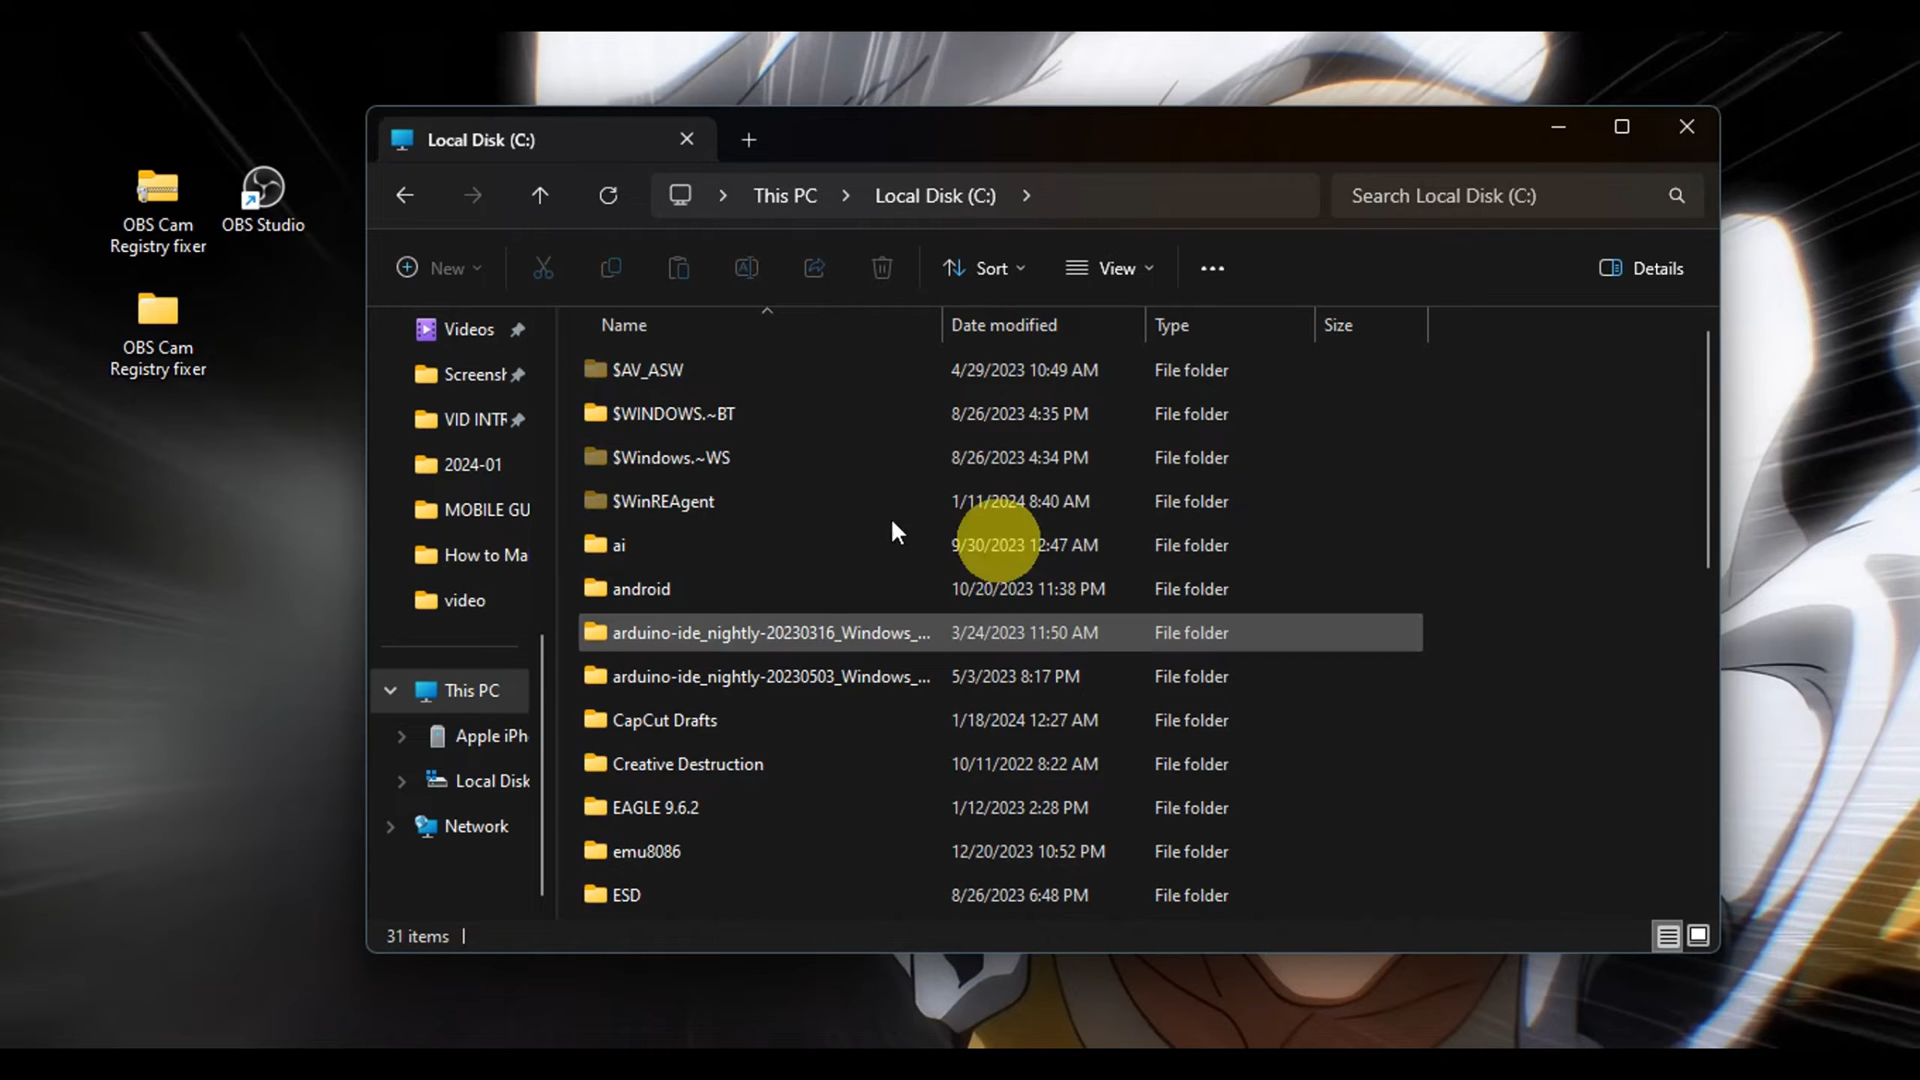 OBS Cam
Registry fixer
OBS Studio
OBS Cam
Registry fixer
Local Disk (C:)
This PC
Local Disk (C:)
Search Local Disk (C:)
New
Sort
View
Details
Videos
Screensh
VID INTR
2024-01
MOBILE GU
How to Ma
video
This PC
Apple iPho
Local Disk
Network
Name Date modified Type Size
$AV_ASW 4/29/2023 10:49 AM File folder
$WINDOWS.~BT 8/26/2023 4:35 PM File folder
$Windows.~WS 8/26/2023 4:34 PM File folder
$WinREAgent 1/11/2024 8:40 AM File folder
ai 9/30/2023 12:47 AM File folder
android 10/20/2023 11:38 PM File folder
arduino-ide_nightly-20230316_Windows_... 3/24/2023 11:50 AM File folder
arduino-ide_nightly-20230503_Windows_... 5/3/2023 8:17 PM File folder
CapCut Drafts 1/18/2024 12:27 AM File folder
Creative Destruction 10/11/2022 8:22 AM File folder
EAGLE 9.6.2 1/12/2023 2:28 PM File folder
emu8086 12/20/2023 10:52 PM File folder
ESD 8/26/2023 6:48 PM File folder
31 items